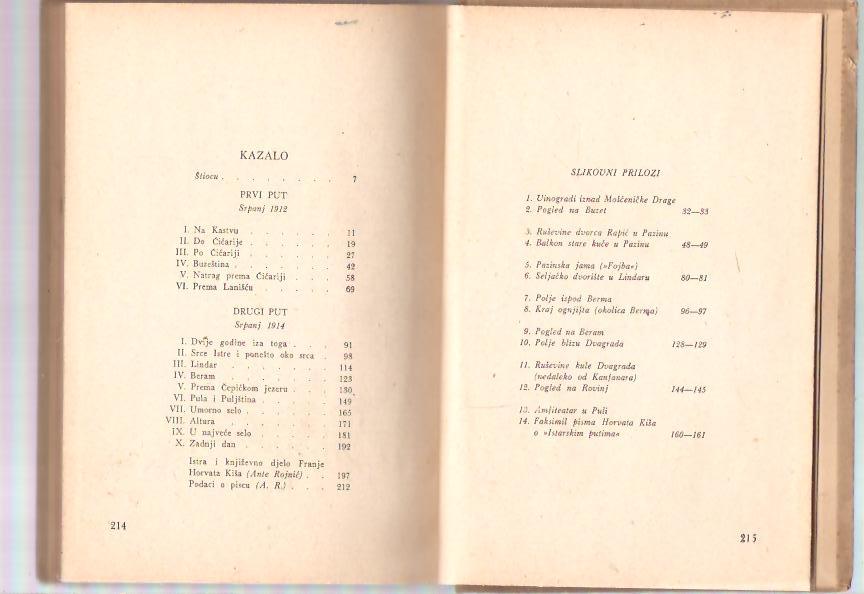 KAZALO
Štiocu . . . . . . . . 7
PRVI PUT
Srpanj 1912
I. Na Kastvu . . . . . . 11
II. Do Ćićarije . . . . . . 19
III. Po Ćićariji . . . . . . 27
IV. Buzeština . . . . . . . 42
V. Natrag prema Ćićariji . . . . 58
VI. Prema Lanišću . . . . . 69
DRUGI PUT
Srpanj 1914
I. Dvije godine iza toga . . . 91
II. Srce Istre i ponešto oko srca . 98
III. Lindar . . . . . . . 114
IV. Beram . . . . . . . 123
V. Prema Čepićkom jezeru . . . 130
VI. Pula i Puljština . . . . . 149
VII. Umorno selo . . . . . . 165
VIII. Altura . . . . . . . 171
IX. U najveće selo . . . . . 181
X. Zadnji dan . . . . . . 192
Istra i književno djelo Franje
Horvata Kiša (Ante Rojnić) . . 197
Podaci o piscu (A. R.) . . . 212
214
SLIKOVNI PRILOZI
1. Vinogradi iznad Mošćeničke Drage
2. Pogled na Buzet 32—33
3. Ruševine dvorca Rapić u Pazinu
4. Balkon stare kuće u Pazinu 48—49
5. Pazinska jama (»Fojba«)
6. Seljačko dvorište u Lindaru 80—81
7. Polje ispod Berma
8. Kraj ognjišta (okolica Berma) 96—97
9. Pogled na Beram
10. Polje blizu Dvagrada 128—129
11. Ruševine kule Dvagrada
(nedaleko od Kanfanara)
12. Pogled na Rovinj 144—145
13. Amfiteatar u Puli
14. Faksimil pisma Horvata Kiša
o »Istarskim putima« 160—161
215